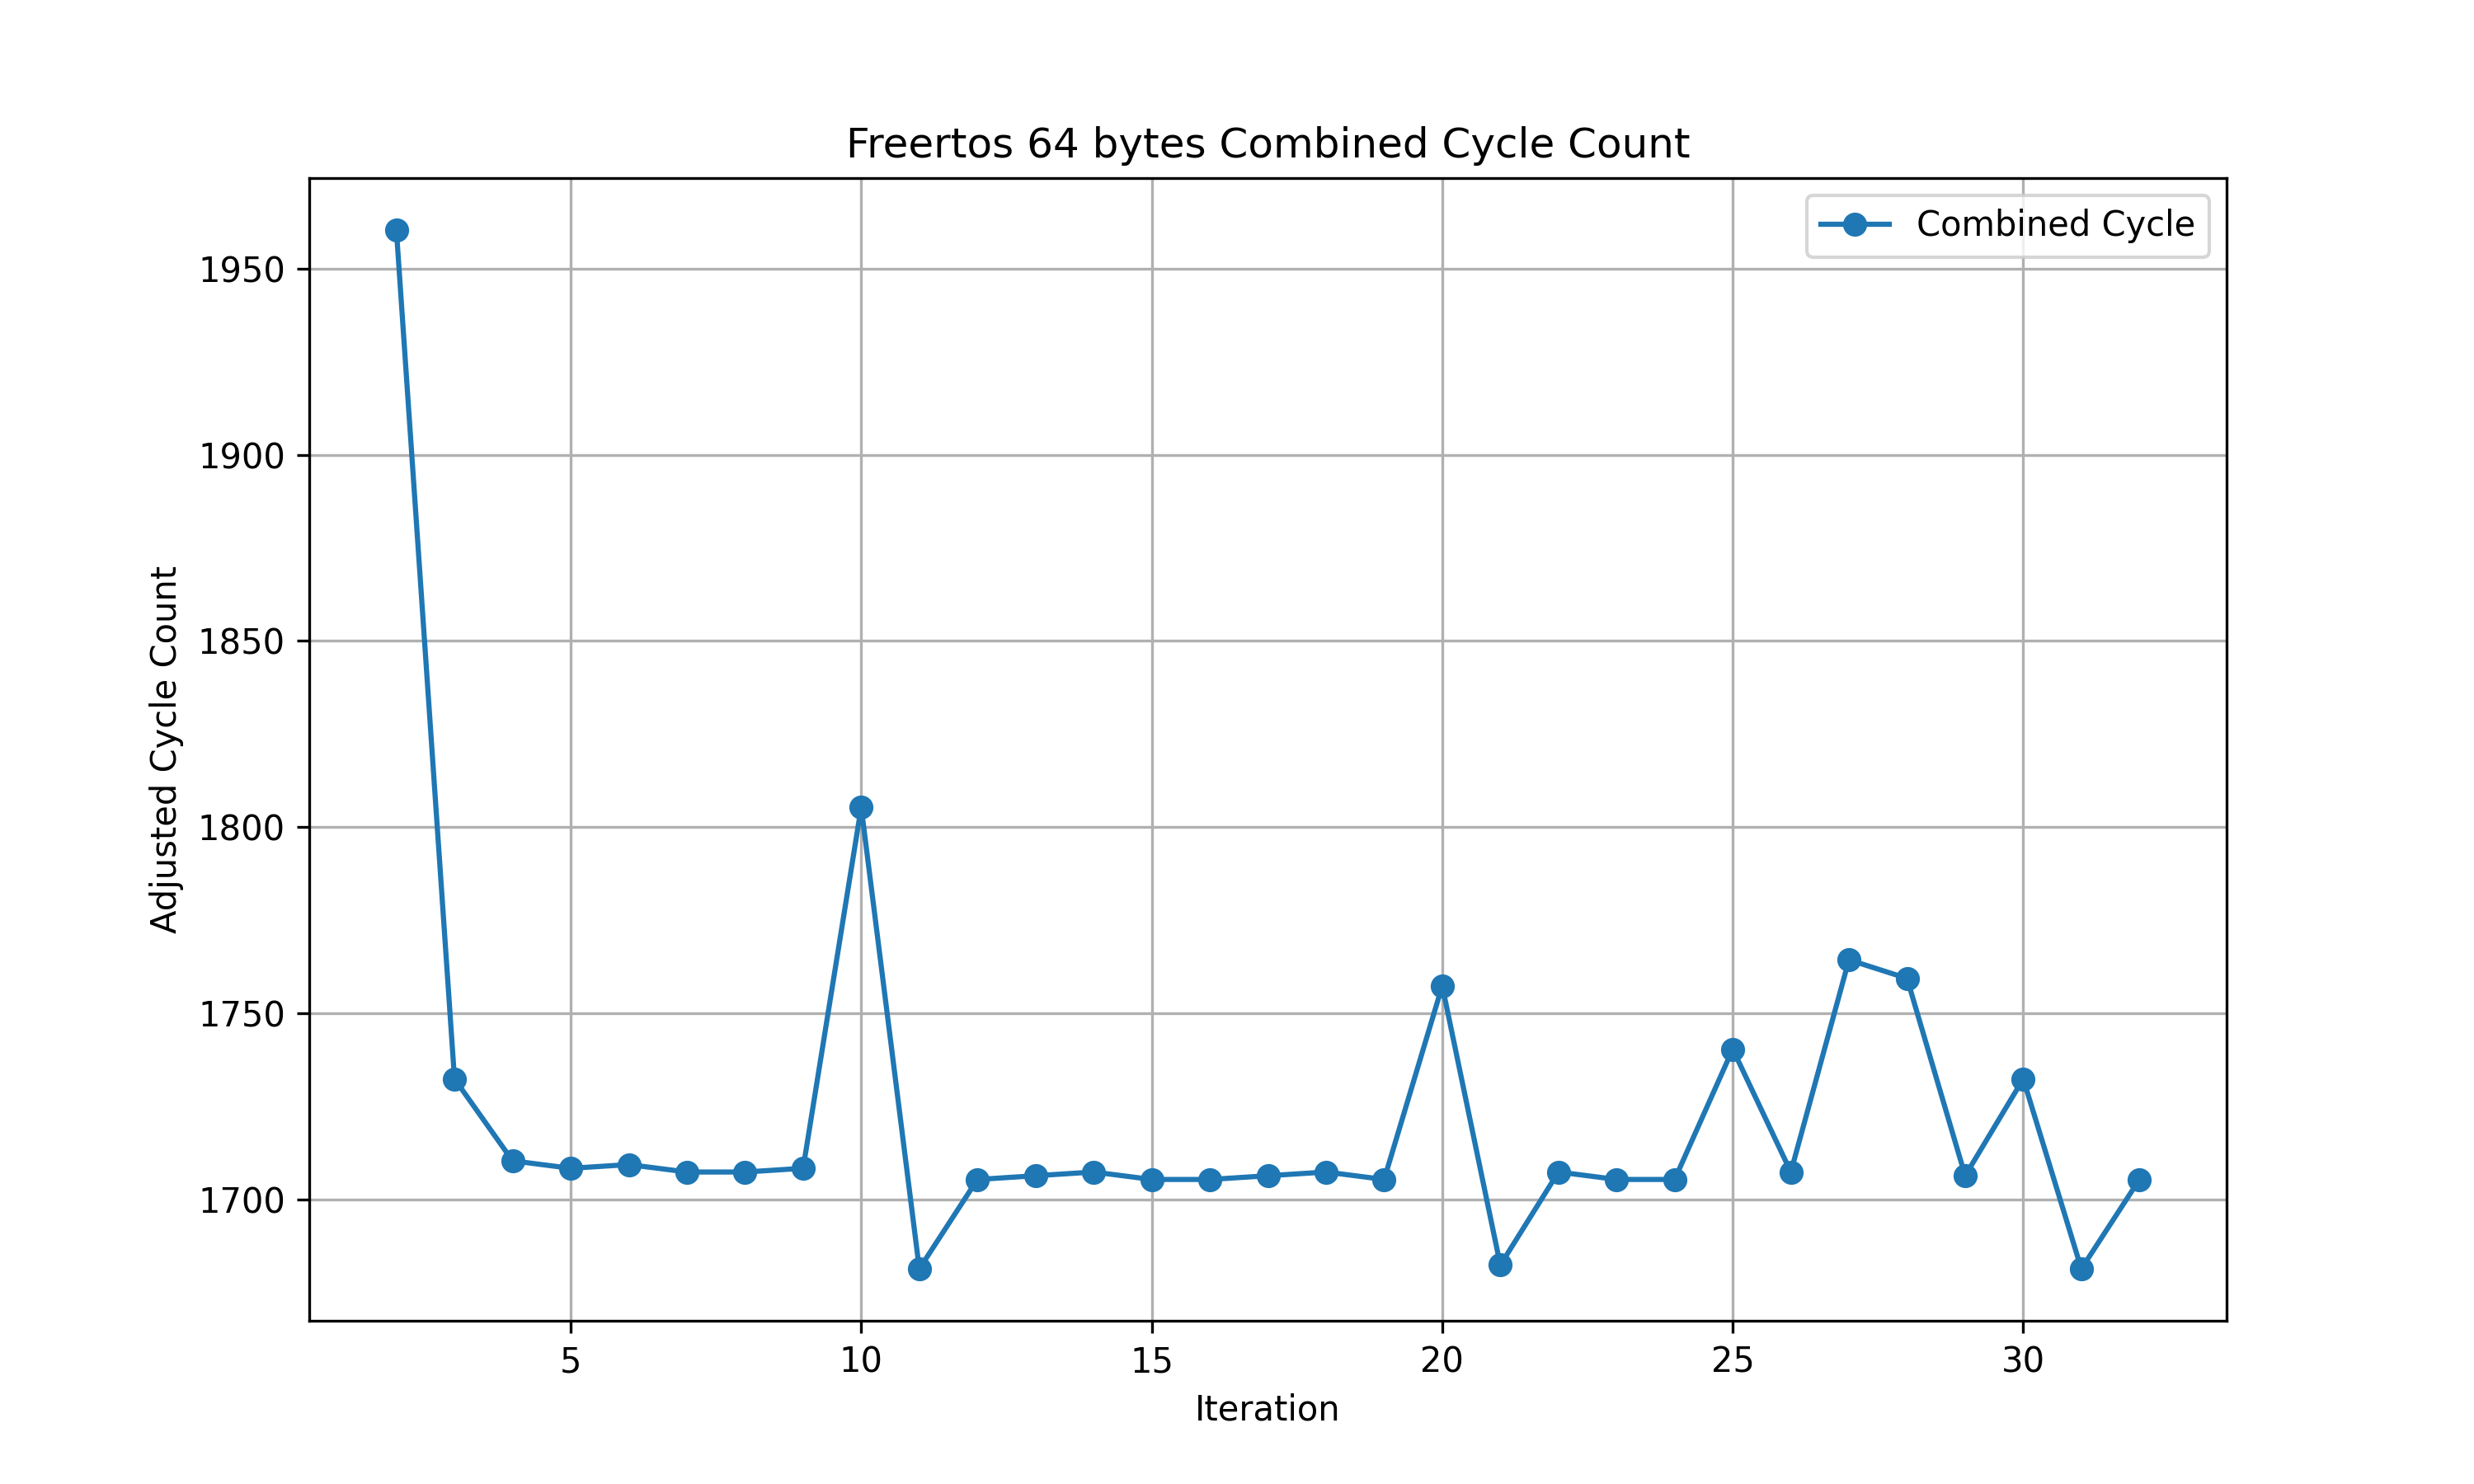 Freertos 64 bytes Combined Cycle Count
Combined Cycle
1950
1900
1850
1800
1750
1700
Adjusted Cycle Count
5 10 15 20 25 30
Iteration